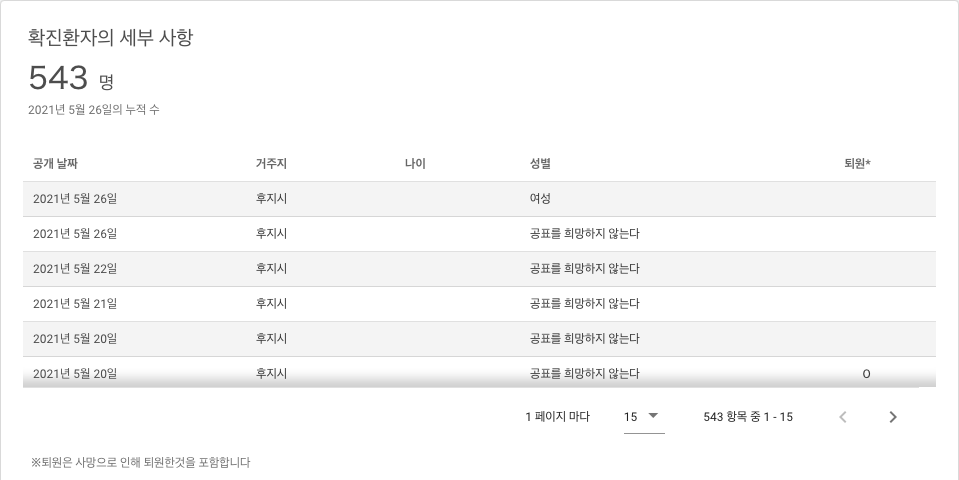 확진환자의 세부 사항
543 명
2021년 5월 26일의 누적 수
공개 날짜 거주지 나이 성별 퇴원*
2021년 5월 26일 후지시 여성
2021년 5월 26일 후지시 공표를 희망하지 않는다
2021년 5월 22일 후지시 공표를 희망하지 않는다
2021년 5월 21일 후지시 공표를 희망하지 않는다
2021년 5월 20일 후지시 공표를 희망하지 않는다
2021년 5월 20일 후지시 공표를 희망하지 않는다 O
1 페이지 마다 15 543 항목 중 1 - 15
※퇴원은 사망으로 인해 퇴원한것을 포함합니다